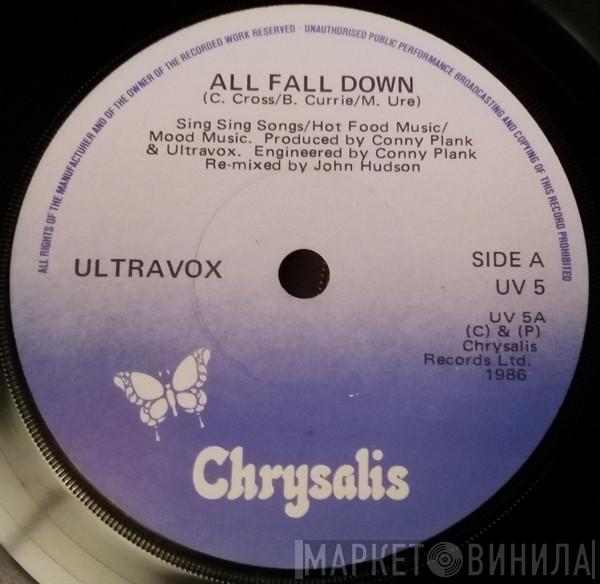 ALL RIGHTS OF THE MANUFACTURER AND OF THE OWNER OF THE RECORDED WORK RESERVED · UNAUTHORISED PUBLIC PERFORMANCE BROADCASTING AND COPYING OF THIS RECORD PROHIBITED
ALL FALL DOWN
(C. Cross/B. Currie/M. Ure)
Sing Sing Songs/Hot Food Music/
Mood Music. Produced by Conny Plank
& Ultravox. Engineered by Conny Plank
Re-mixed by John Hudson
ULTRAVOX
SIDE A
UV 5
UV 5A
(C) & (P)
Chrysalis
Records Ltd.
1986
Chrysalis
МАРКЕТ ВИНИЛА